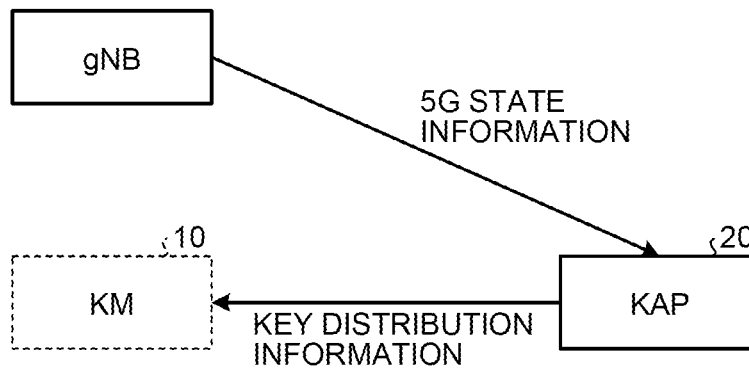 gNB
5G STATE
INFORMATION
10
20
KM
KAP
KEY DISTRIBUTION
INFORMATION